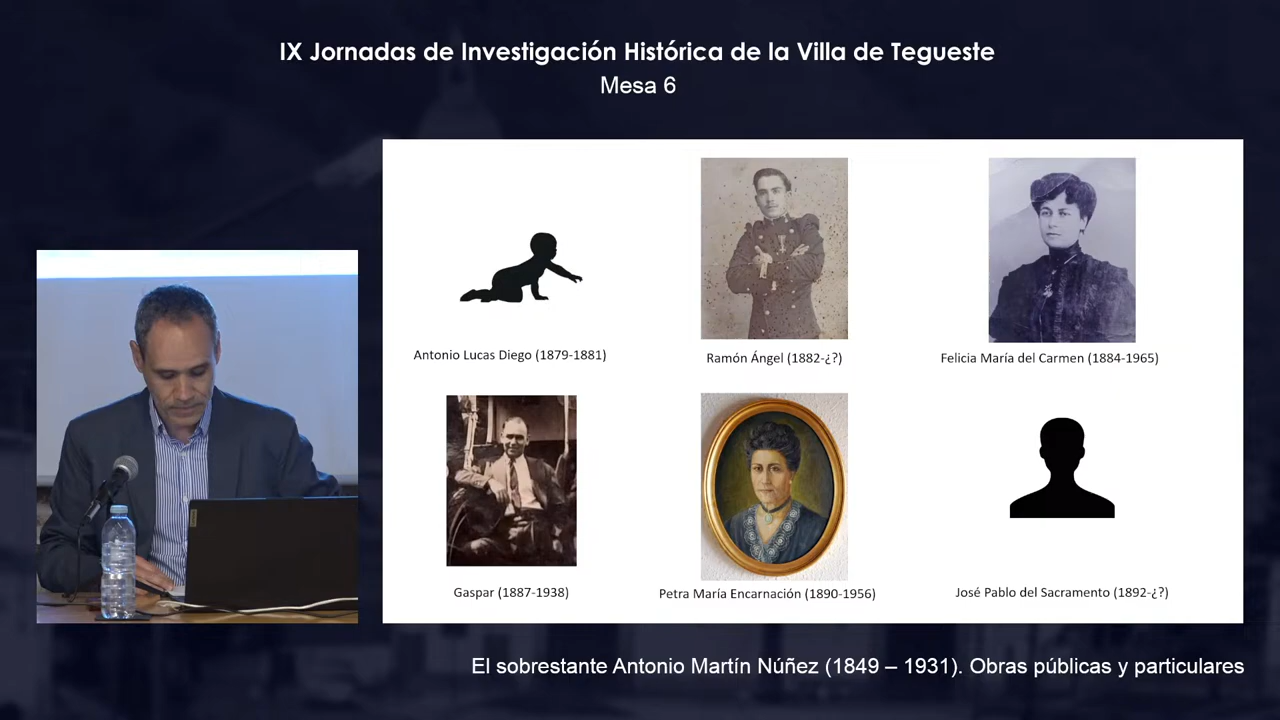 IX Jornadas de Investigación Histórica de la Villa de Tegueste
Mesa 6
Antonio Lucas Diego (1879-1881)
Ramón Ángel (1882-¿?)
Felicia María del Carmen (1884-1965)
Gaspar (1887-1938)
Petra María Encarnación (1890-1956)
José Pablo del Sacramento (1892-¿?)
El sobrestante Antonio Martín Núñez (1849 – 1931). Obras públicas y particulares